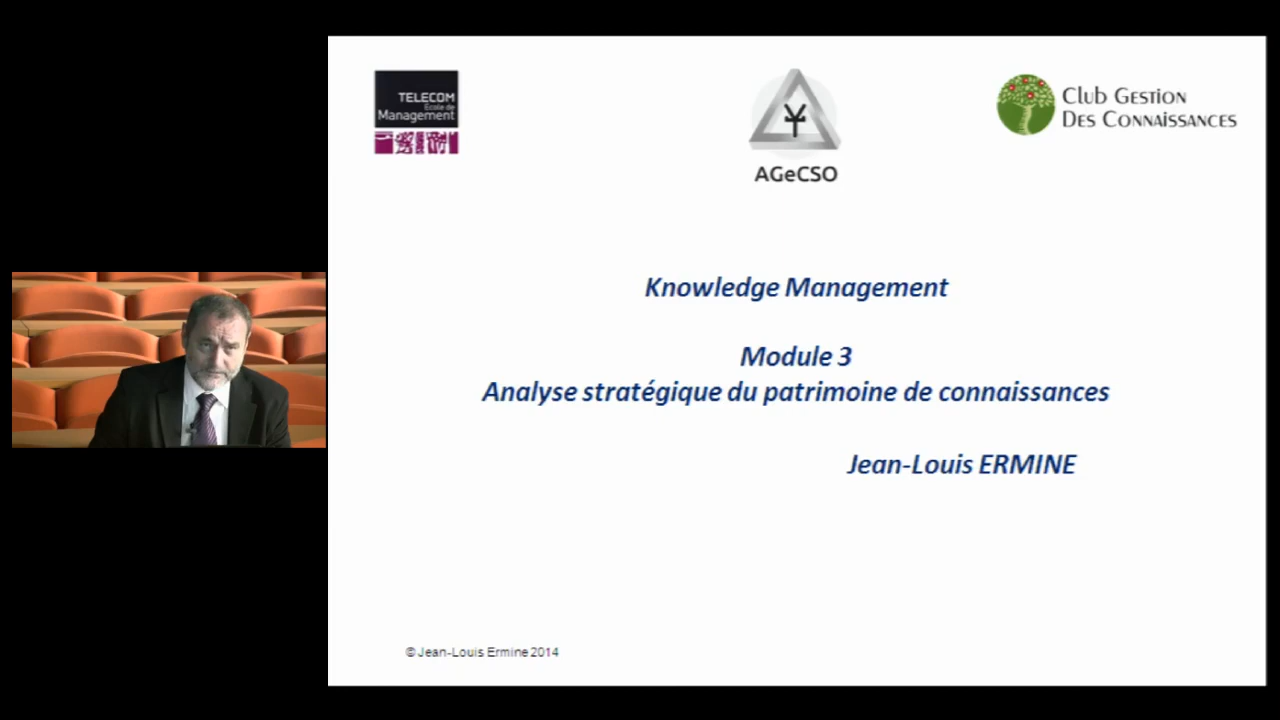 TELECOM
Ecole de
Management
AGeCSO
Club Gestion
Des Connaissances
Knowledge Management
Module 3
Analyse stratégique du patrimoine de connaissances
Jean-Louis ERMINE
© Jean-Louis Ermine 2014